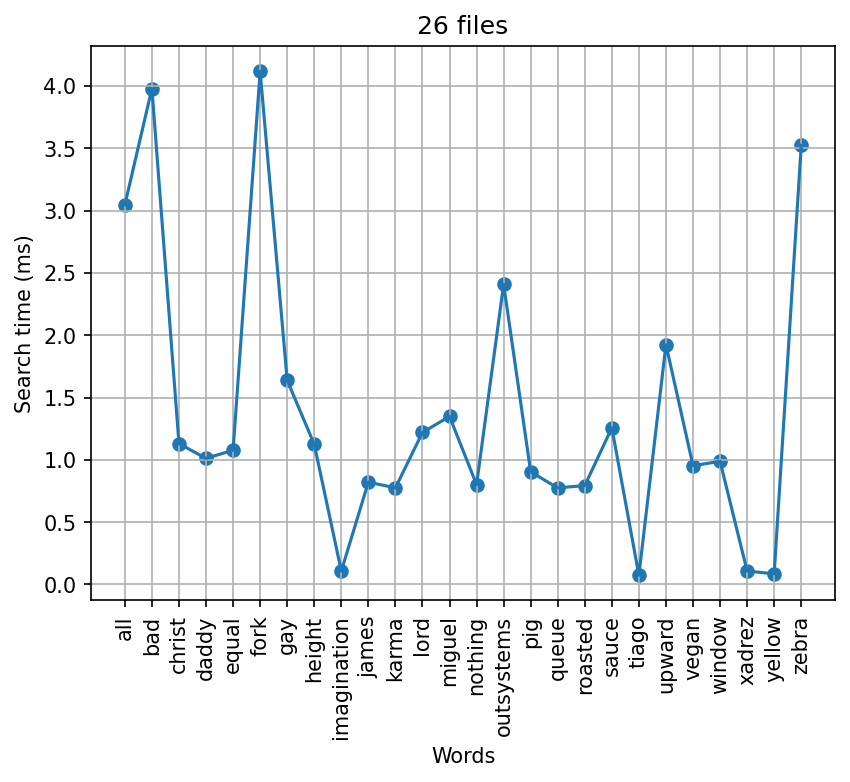 26 files
Search time (ms)
4.0
3.5
3.0
2.5
2.0
1.5
1.0
0.5
0.0
all
bad
christ
daddy
equal
fork
gay
height
imagination
james
karma
lord
miguel
nothing
outsystems
pig
queue
roasted
sauce
tiago
upward
vegan
window
xadrez
yellow
zebra
Words